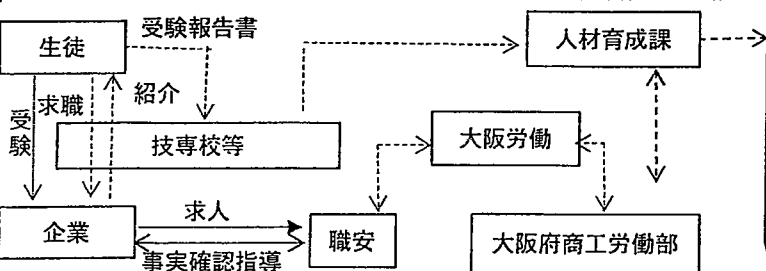 受験報告書
生徒
人材育成課
求職
紹介
受験
技専校等
大阪労働
求人
企業
職安
大阪府商工労働部
事実確認指導